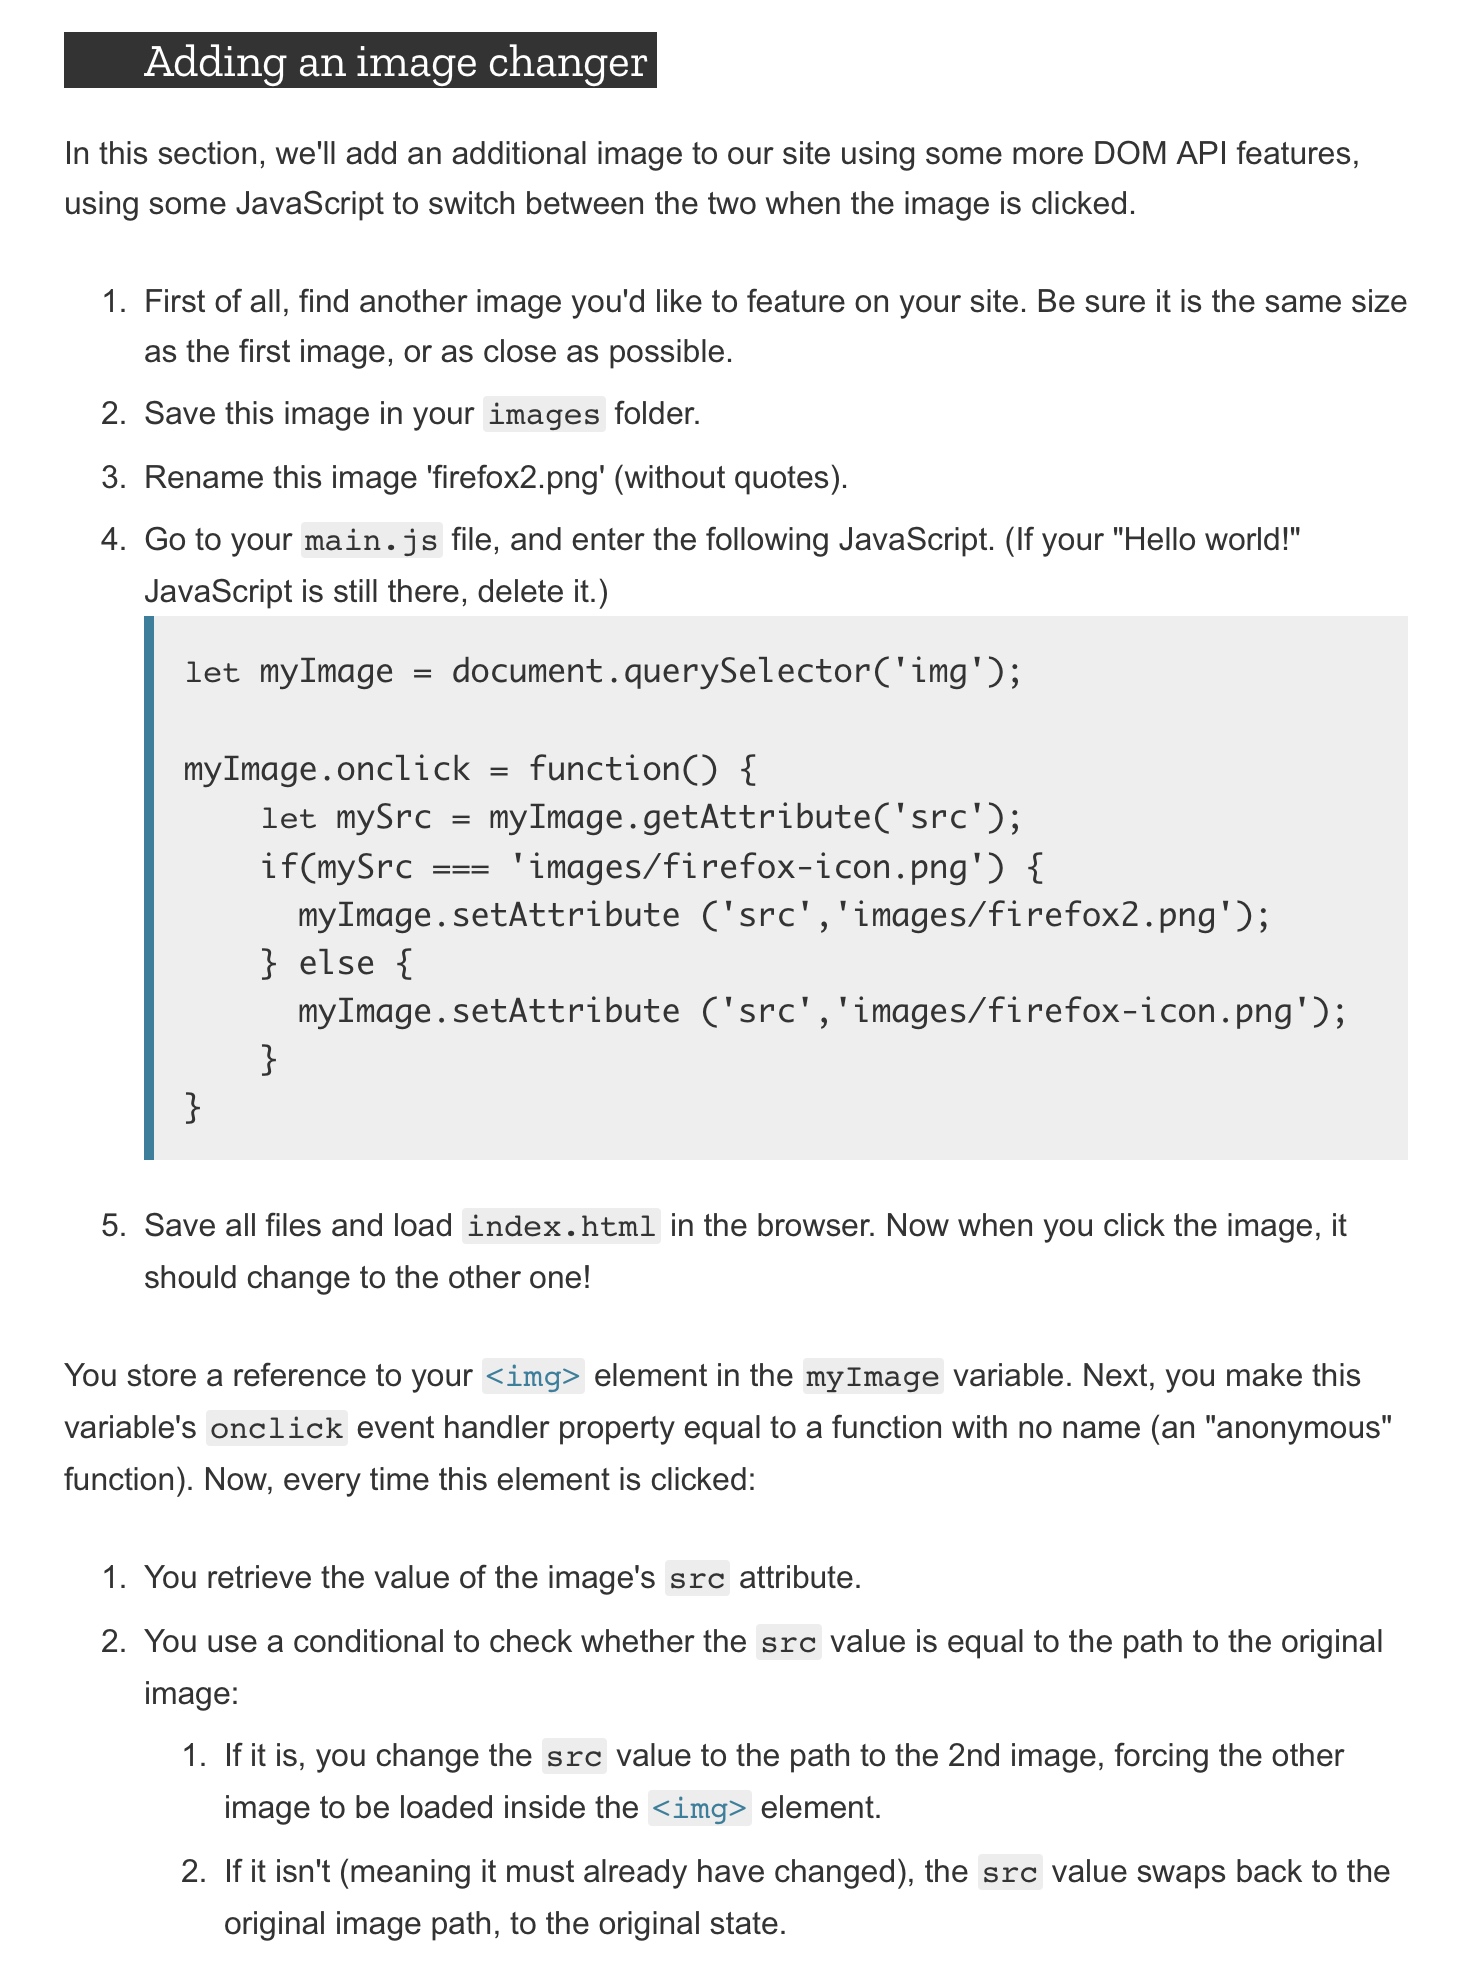 Adding an image changer
In this section, we'll add an additional image to our site using some more DOM API features,
using some JavaScript to switch between the two when the image is clicked.
1. First of all, find another image you'd like to feature on your site. Be sure it is the same size
as the first image, or as close as possible.
2. Save this image in your images folder.
3. Rename this image 'firefox2.png' (without quotes).
4. Go to your main.js file, and enter the following JavaScript. (If your "Hello world!"
JavaScript is still there, delete it.)
let myImage = document.querySelector('img');
myImage.onclick = function() {
    let mySrc = myImage.getAttribute('src');
    if(mySrc === 'images/firefox-icon.png') {
      myImage.setAttribute ('src','images/firefox2.png');
    } else {
      myImage.setAttribute ('src','images/firefox-icon.png');
    }
}
5. Save all files and load index.html in the browser. Now when you click the image, it
should change to the other one!
You store a reference to your <img> element in the myImage variable. Next, you make this
variable's onclick event handler property equal to a function with no name (an "anonymous"
function). Now, every time this element is clicked:
1. You retrieve the value of the image's src attribute.
2. You use a conditional to check whether the src value is equal to the path to the original
image:
1. If it is, you change the src value to the path to the 2nd image, forcing the other
image to be loaded inside the <img> element.
2. If it isn't (meaning it must already have changed), the src value swaps back to the
original image path, to the original state.